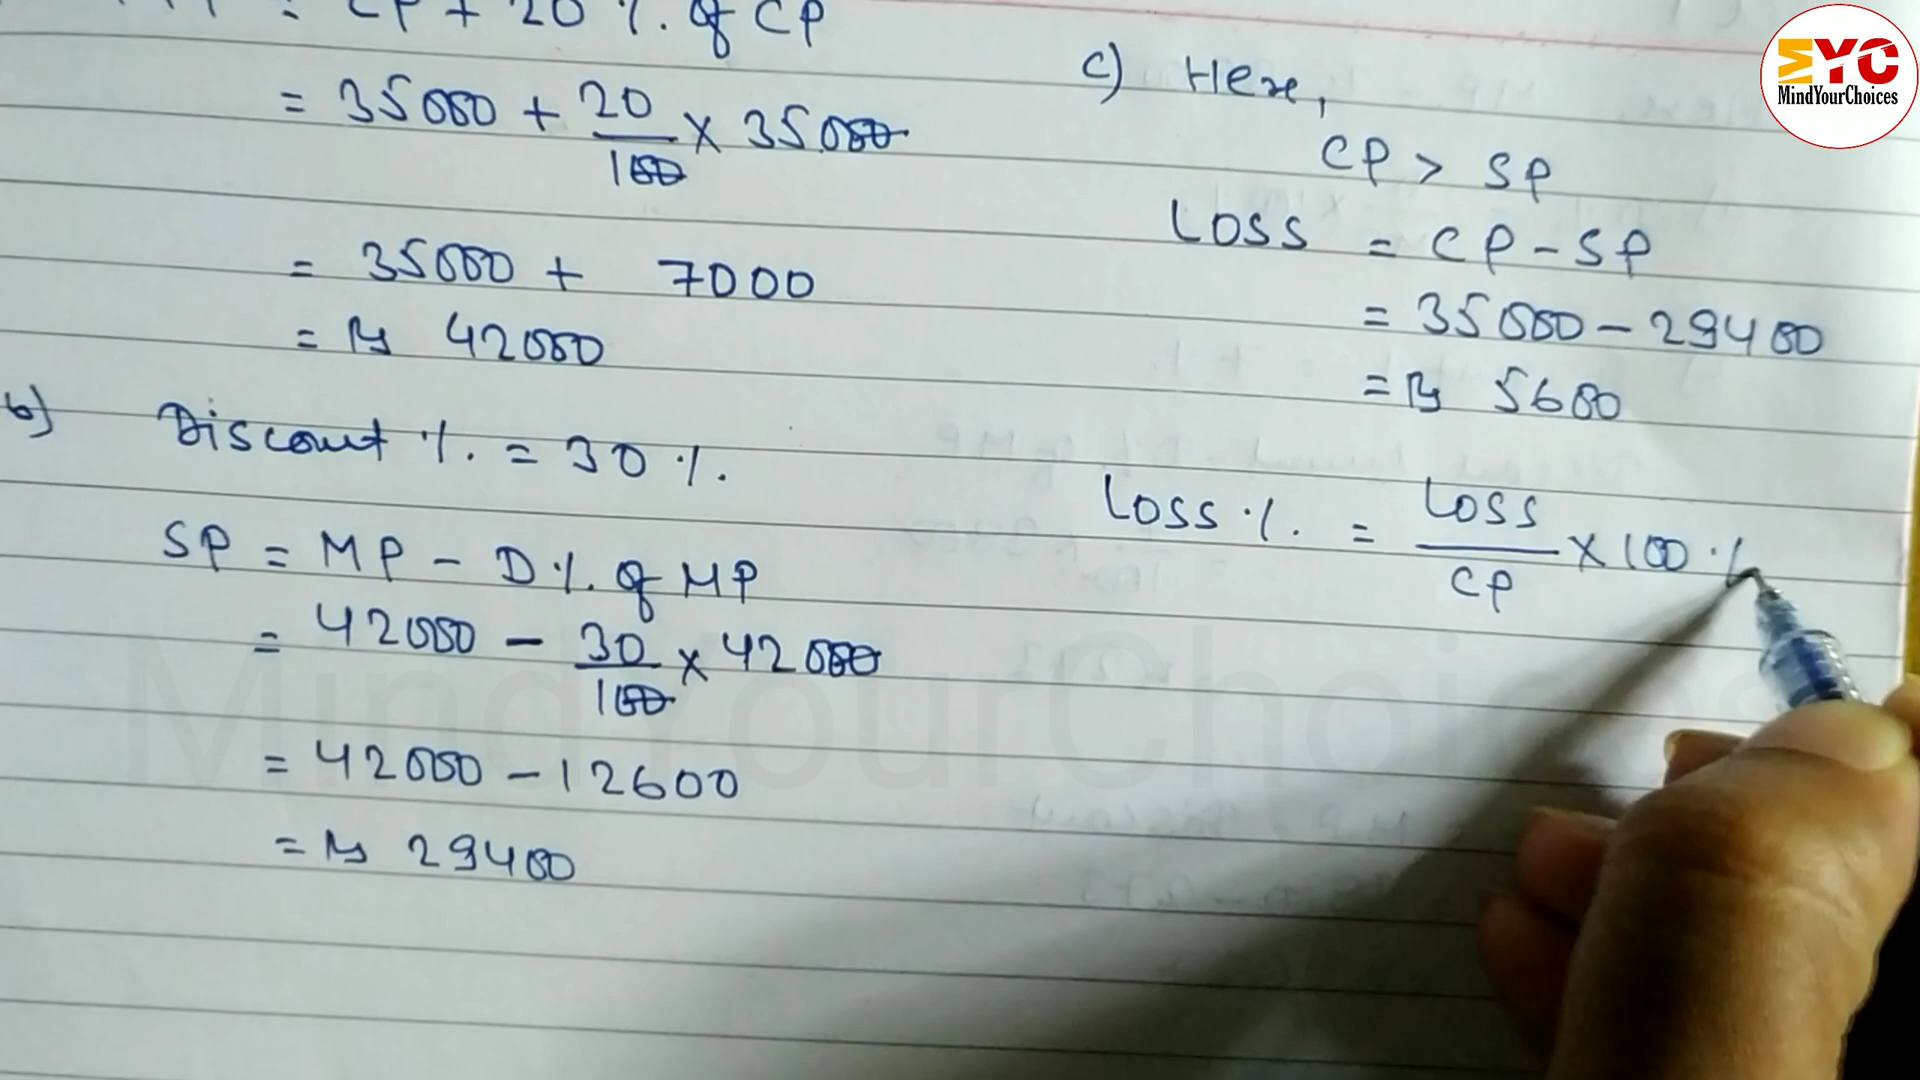 = CP + 20 %. of CP
= 35000 + 20/100 × 35000
= 35000 + 7000
= Rs 42000
b) Discount %. = 30 %.
SP = MP - D%. of MP
= 42000 - 30/100 × 42000
= 42000 - 12600
= Rs 29400
c) Here,
CP > SP
Loss = CP - SP
= 35000 - 29400
= Rs 5600
Loss %. = Loss/CP × 100 %
MYC
MindYourChoices
MindYourChoices